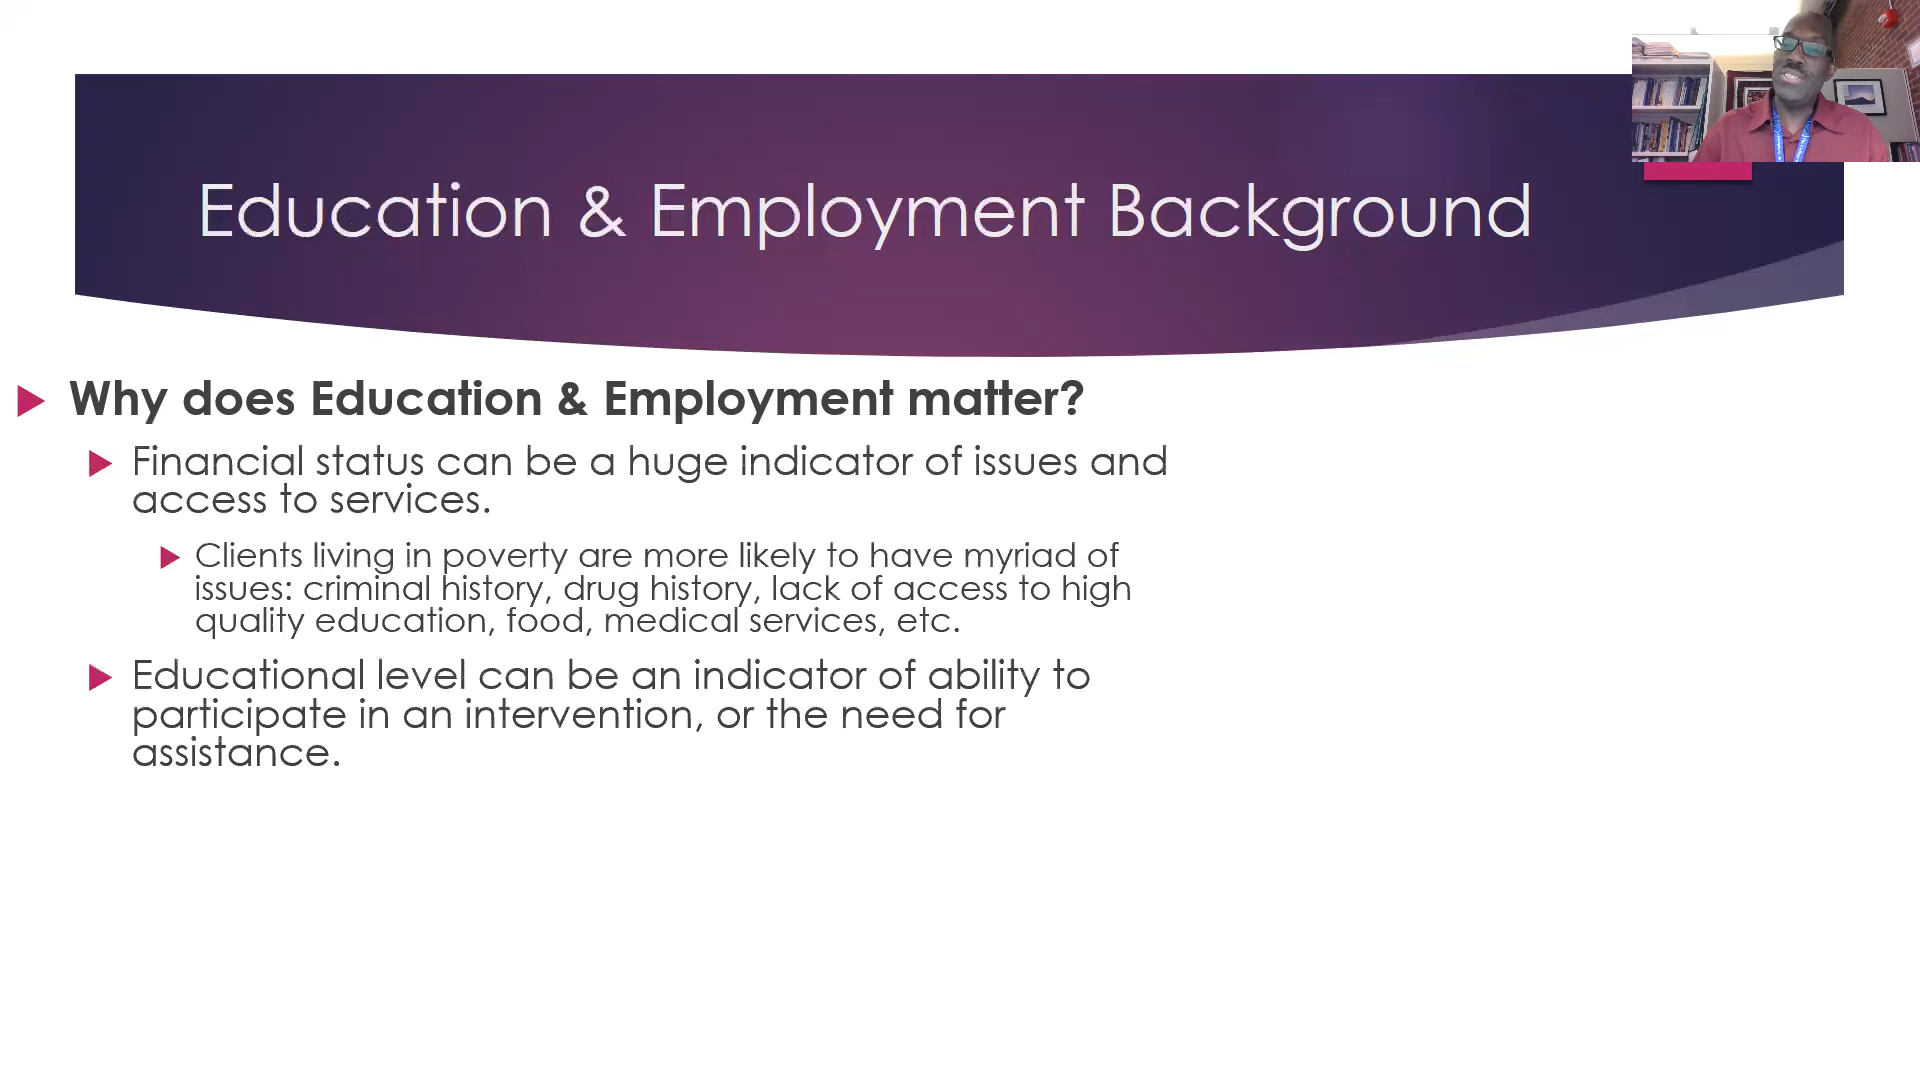 Education & Employment Background
Why does Education & Employment matter?
Financial status can be a huge indicator of issues and
access to services.
Clients living in poverty are more likely to have myriad of
issues: criminal history, drug history, lack of access to high
quality education, food, medical services, etc.
Educational level can be an indicator of ability to
participate in an intervention, or the need for
assistance.